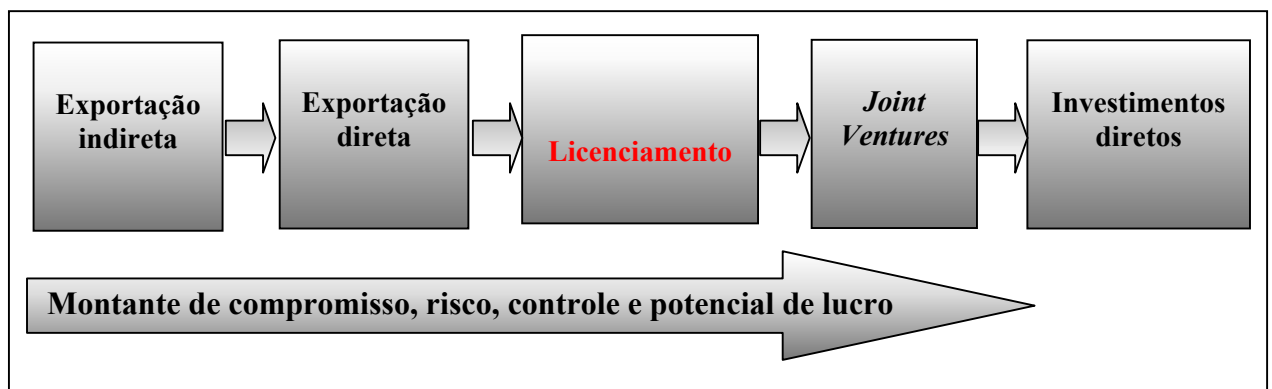 Exportação
indireta
Exportação
direta
Licenciamento
Joint
Ventures
Investimentos
diretos
Montante de compromisso, risco, controle e potencial de lucro